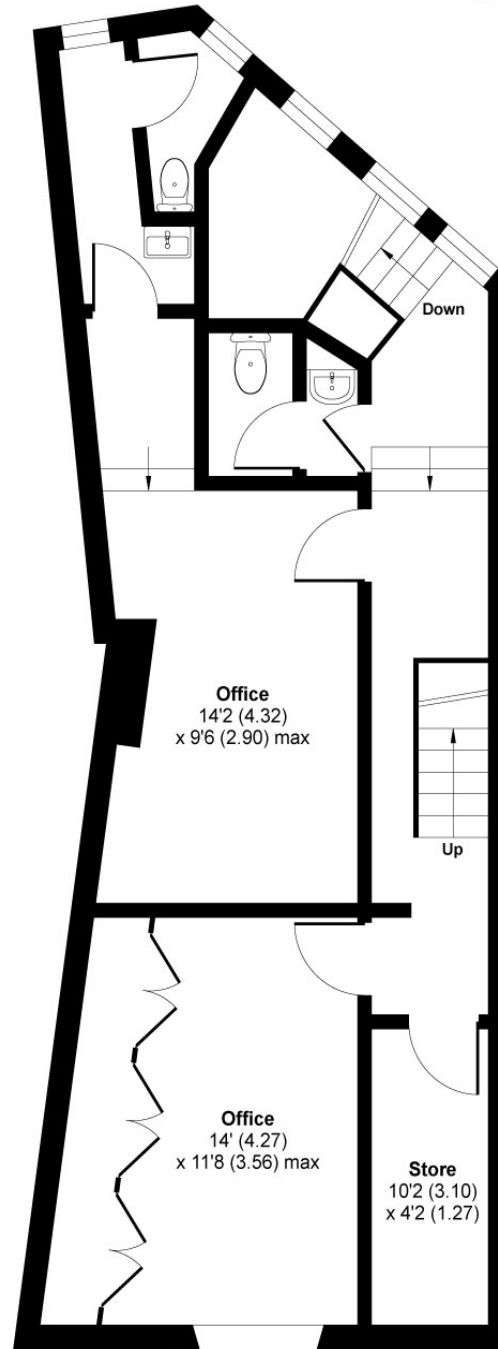 Down
Office
14'2 (4.32)
x 9'6 (2.90) max
Up
Office
14' (4.27)
x 11'8 (3.56) max
Store
10'2 (3.10)
x 4'2 (1.27)